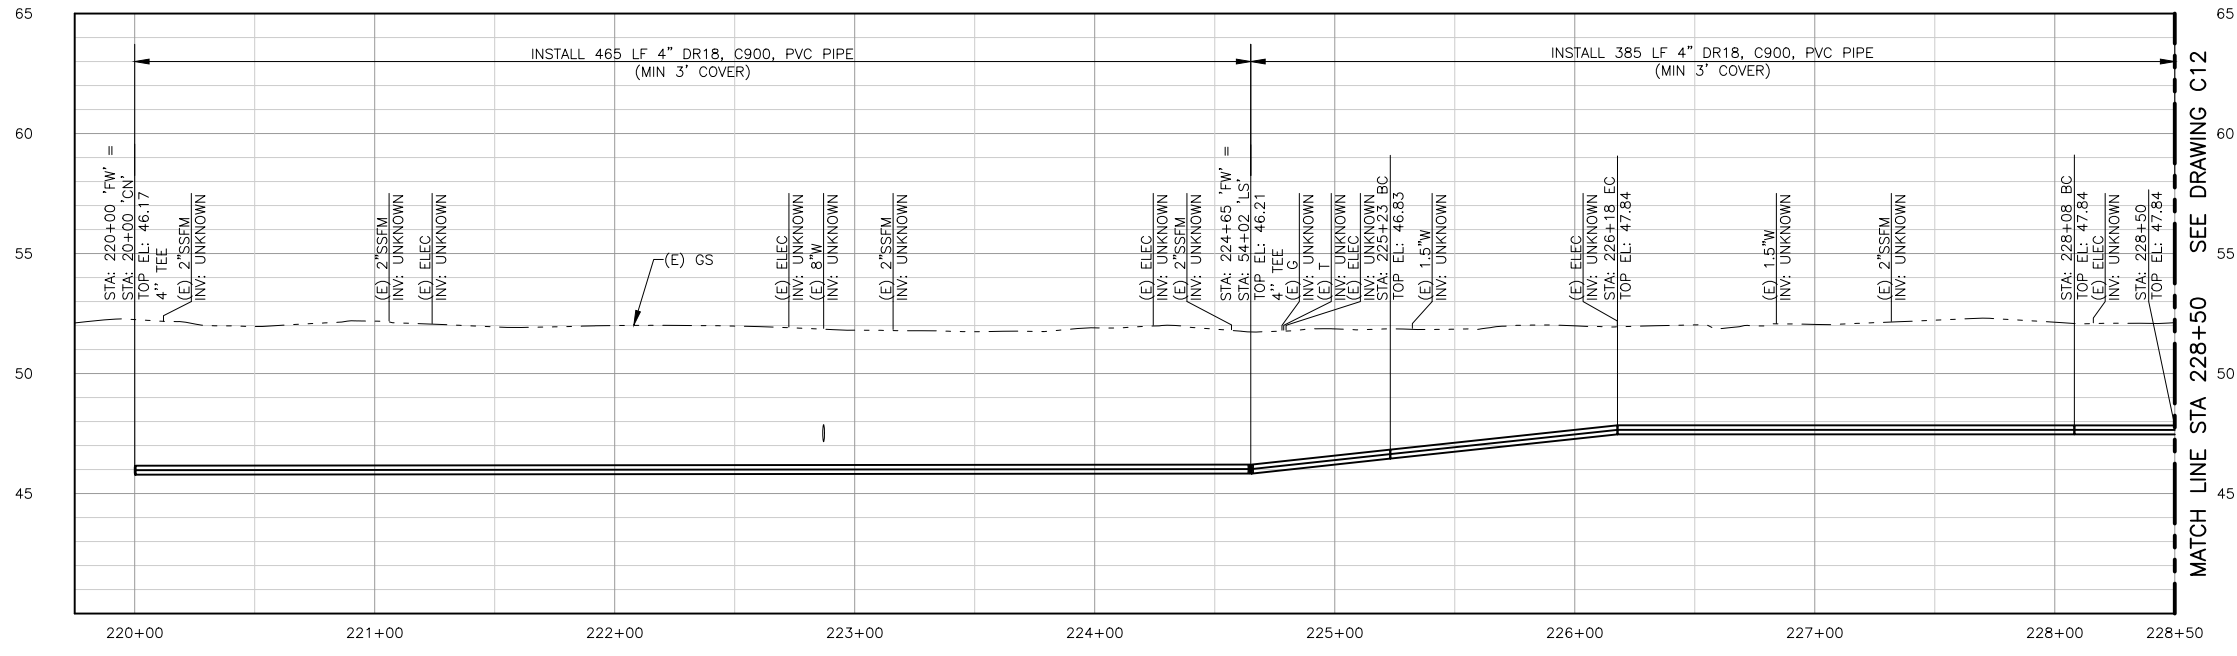 65
60
55
50
45
INSTALL 465 LF 4" DR18, C900, PVC PIPE
(MIN 3' COVER)
INSTALL 385 LF 4" DR18, C900, PVC PIPE
(MIN 3' COVER)
STA: 220+00 'FW' =
STA: 20+00 'CN'
TOP EL: 46.17
4'' TEE
(E) 2"SSFM
INV: UNKNOWN
(E) 2"SSFM
INV: UNKNOWN
(E) ELEC
INV: UNKNOWN
(E) GS
(E) ELEC
INV: UNKNOWN
(E) 8"W
INV: UNKNOWN
(E) 2"SSFM
INV: UNKNOWN
(E) ELEC
INV: UNKNOWN
(E) 2"SSFM
INV: UNKNOWN
STA: 224+65 'FW' =
STA: 54+02 'LS'
TOP EL: 46.21
4'' TEE
(E) G
INV: UNKNOWN
(E) T
INV: UNKNOWN
(E) ELEC
INV: UNKNOWN
STA: 225+23 BC
TOP EL: 46.83
(E) 1.5"W
INV: UNKNOWN
(E) ELEC
INV: UNKNOWN
STA: 226+18 EC
TOP EL: 47.84
(E) 1.5"W
INV: UNKNOWN
(E) 2"SSFM
INV: UNKNOWN
STA: 228+08 BC
TOP EL: 47.84
(E) ELEC
INV: UNKNOWN
STA: 228+50
TOP EL: 47.84
MATCH LINE STA 228+50 SEE DRAWING C12
65
60
55
50
45
220+00
221+00
222+00
223+00
224+00
225+00
226+00
227+00
228+00
228+50